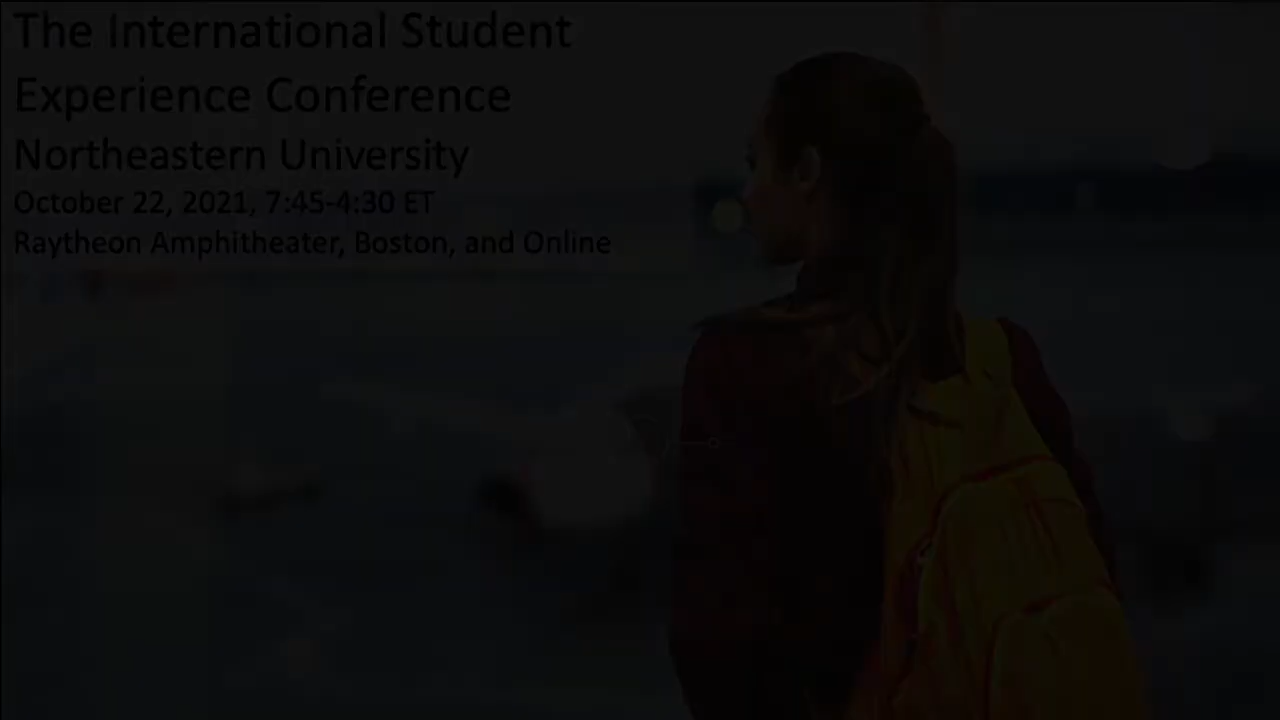 The International Student
Experience Conference
Northeastern University
October 22, 2021, 7:45-4:30 ET
Raytheon Amphitheater, Boston, and Online